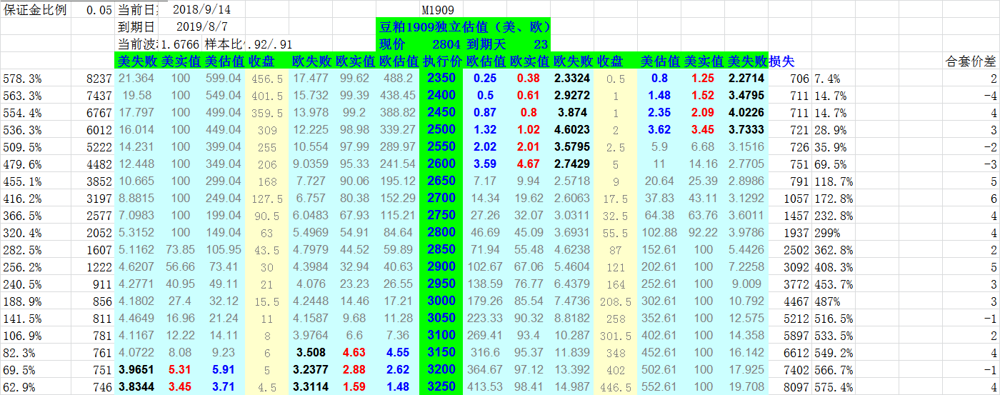 保证金比例 0.05 当前日 2018/9/14 M1909
到期日 2019/8/7 豆粕1909独立估值（美、欧）
当前波 1.6766 样本比 .92/.91 现价 2804 到期天 23
美失败 美实值 美估值 收盘 欧失败 欧实值 欧估值 执行价 欧估值 欧实值 欧失败 收盘 美估值 美实值 美失败 损失 合套价差
578.3% 8237 21.364 100 599.04 456.5 17.477 99.62 488.2 2350 0.25 0.38 2.3324 0.5 0.8 1.25 2.2714 706 7.4% 2
563.3% 7437 19.58 100 549.04 401.5 15.732 99.39 438.45 2400 0.5 0.61 2.9272 1 1.48 1.52 3.4795 711 14.7% -4
554.4% 6767 17.797 100 499.04 359.5 13.978 99.2 388.82 2450 0.87 0.8 3.874 1 2.35 2.09 4.0226 711 14.7% 4
536.3% 6012 16.014 100 449.04 309 12.225 98.98 339.27 2500 1.32 1.02 4.6023 2 3.62 3.45 3.7333 721 28.9% 3
509.5% 5222 14.231 100 399.04 255 10.554 97.99 289.97 2550 2.02 2.01 3.5795 2.5 5.9 6.68 3.1516 726 35.9% -2
479.6% 4482 12.448 100 349.04 206 9.0359 95.33 241.54 2600 3.59 4.67 2.7429 5 11 14.16 2.7705 751 69.5% -3
455.1% 3852 10.665 100 299.04 168 7.727 90.06 195.12 2650 7.17 9.94 2.5718 9 20.64 25.39 2.8986 791 118.7% 5
416.2% 3197 8.8815 100 249.04 127.5 6.757 80.38 152.29 2700 14.34 19.62 2.6063 17.5 37.83 43.11 3.1292 1057 172.8% 6
366.5% 2577 7.0983 100 199.04 90.5 6.0483 67.93 115.21 2750 27.26 32.07 3.0311 32.5 64.38 63.76 3.6011 1457 232.8% 4
320.4% 2052 5.3152 100 149.04 63 5.4969 54.91 84.64 2800 46.69 45.09 3.6931 55.5 102.88 92.22 3.9786 1937 299% 4
282.5% 1607 5.1162 73.85 105.95 43.5 4.7979 44.52 59.89 2850 71.94 55.48 4.6238 87 152.61 100 5.4426 2502 362.8% 2
256.2% 1222 4.6207 56.66 73.41 30 4.3984 32.94 40.63 2900 102.67 67.06 5.4604 121 202.61 100 7.2258 3092 408.3% 5
240.5% 911 4.2771 40.95 49.11 21 4.076 23.23 26.55 2950 138.59 76.77 6.4379 164 252.61 100 9.009 3772 453.7% 3
188.9% 856 4.1802 27.4 32.12 15.5 4.2448 14.46 17.21 3000 179.26 85.54 7.4736 208.5 302.61 100 10.792 4467 487% 3
141.5% 811 4.4649 16.96 21.24 11 4.1587 9.68 11.28 3050 223.33 90.32 8.8182 258 352.61 100 12.575 5212 516.5% -1
106.9% 781 4.1167 12.22 14.11 8 3.9764 6.6 7.36 3100 269.41 93.4 10.287 301.5 402.61 100 14.358 5897 533.5% 2
82.3% 761 4.0722 8.08 9.23 6 3.508 4.63 4.55 3150 316.6 95.37 11.839 348 452.61 100 16.142 6612 549.2% 4
69.5% 751 3.9651 5.31 5.91 5 3.2377 2.88 2.62 3200 364.67 97.12 13.392 402 502.61 100 17.925 7402 566.7% -1
62.9% 746 3.8344 3.45 3.71 4.5 3.3114 1.59 1.48 3250 413.53 98.41 14.987 446.5 552.61 100 19.708 8097 575.4% 4